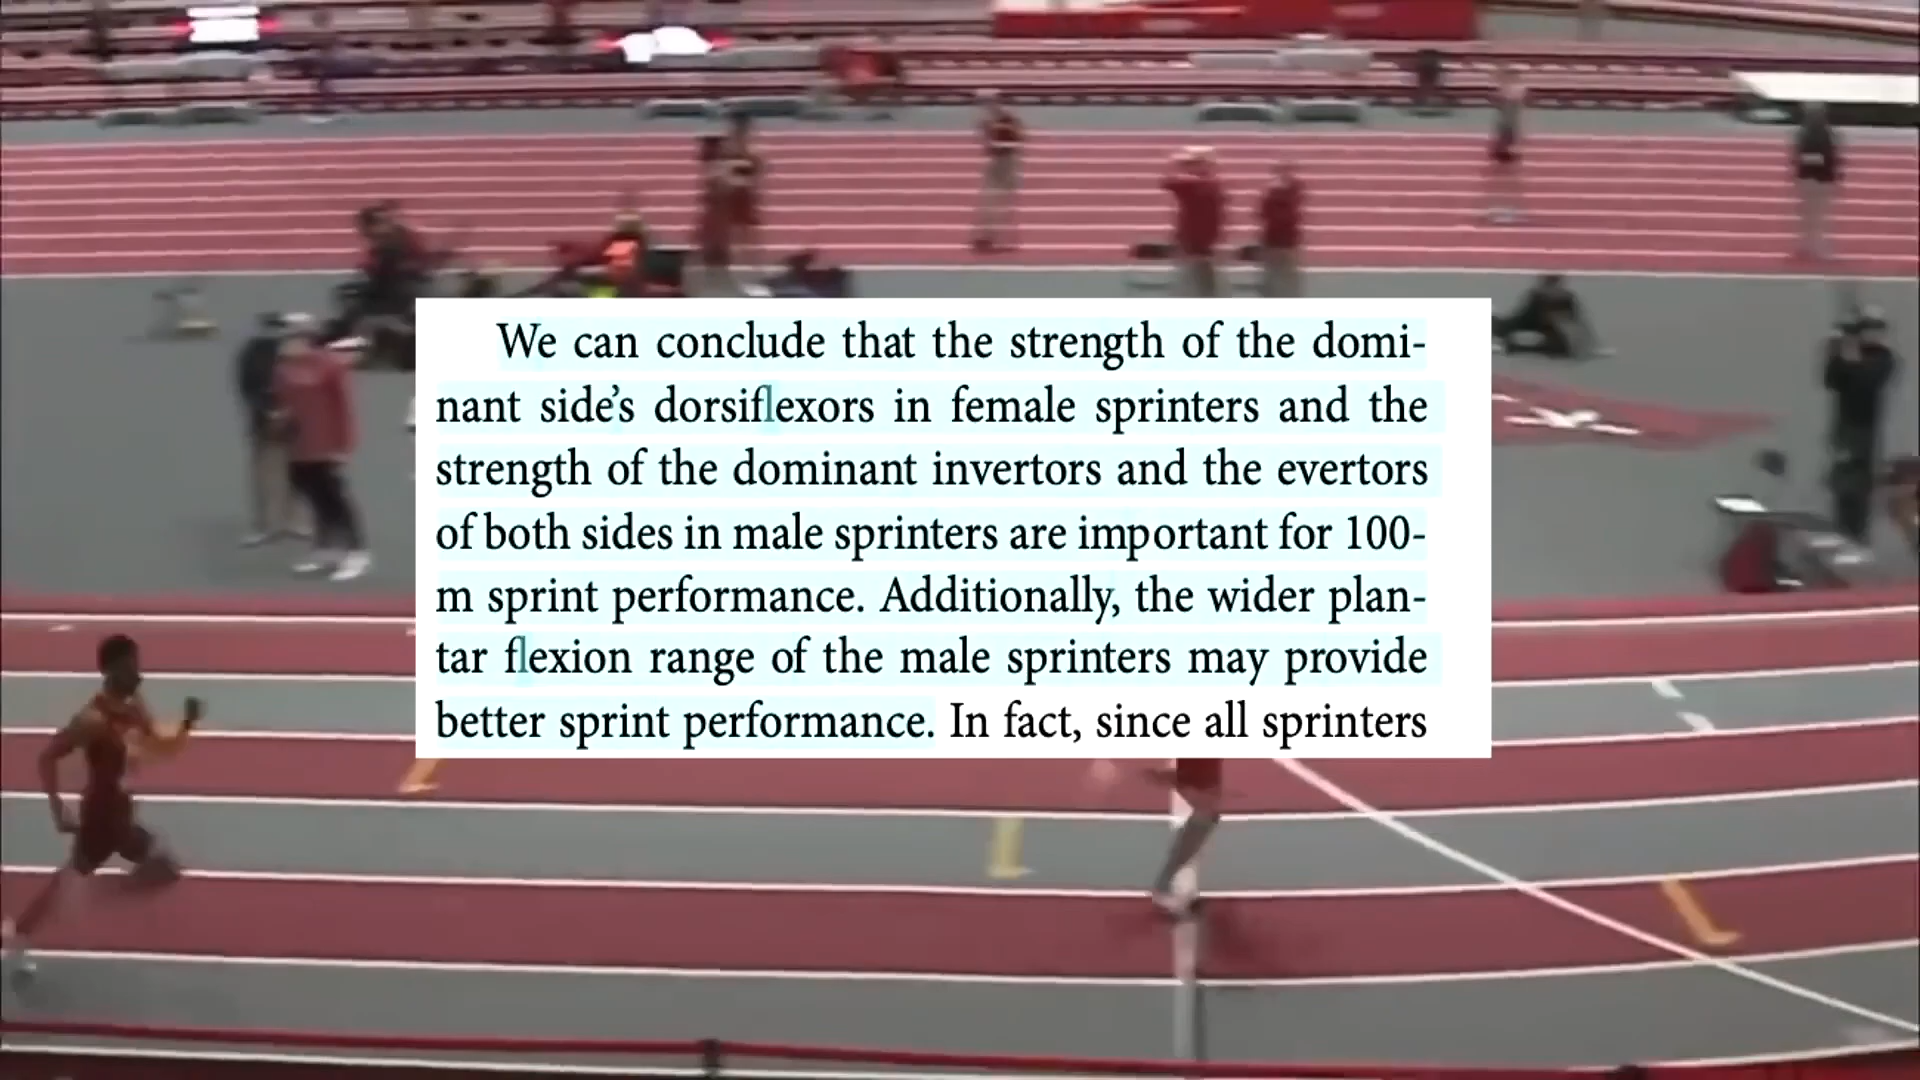 We can conclude that the strength of the domi-
nant side’s dorsiflexors in female sprinters and the
strength of the dominant invertors and the evertors
of both sides in male sprinters are important for 100-
m sprint performance. Additionally, the wider plan-
tar flexion range of the male sprinters may provide
better sprint performance. In fact, since all sprinters